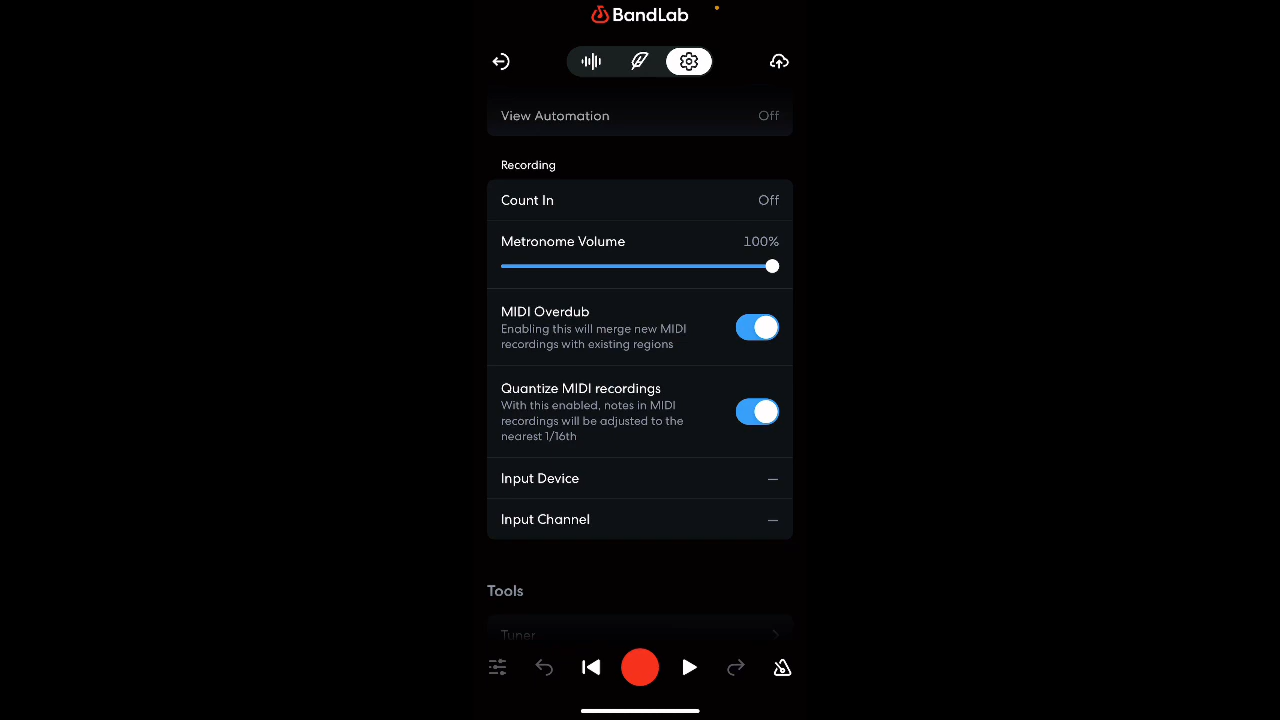 BandLab
View Automation Off
Recording
Count In Off
Metronome Volume 100%
MIDI Overdub
Enabling this will merge new MIDI
recordings with existing regions
Quantize MIDI recordings
With this enabled, notes in MIDI
recordings will be adjusted to the
nearest 1/16th
Input Device –
Input Channel –
Tools
Tuner